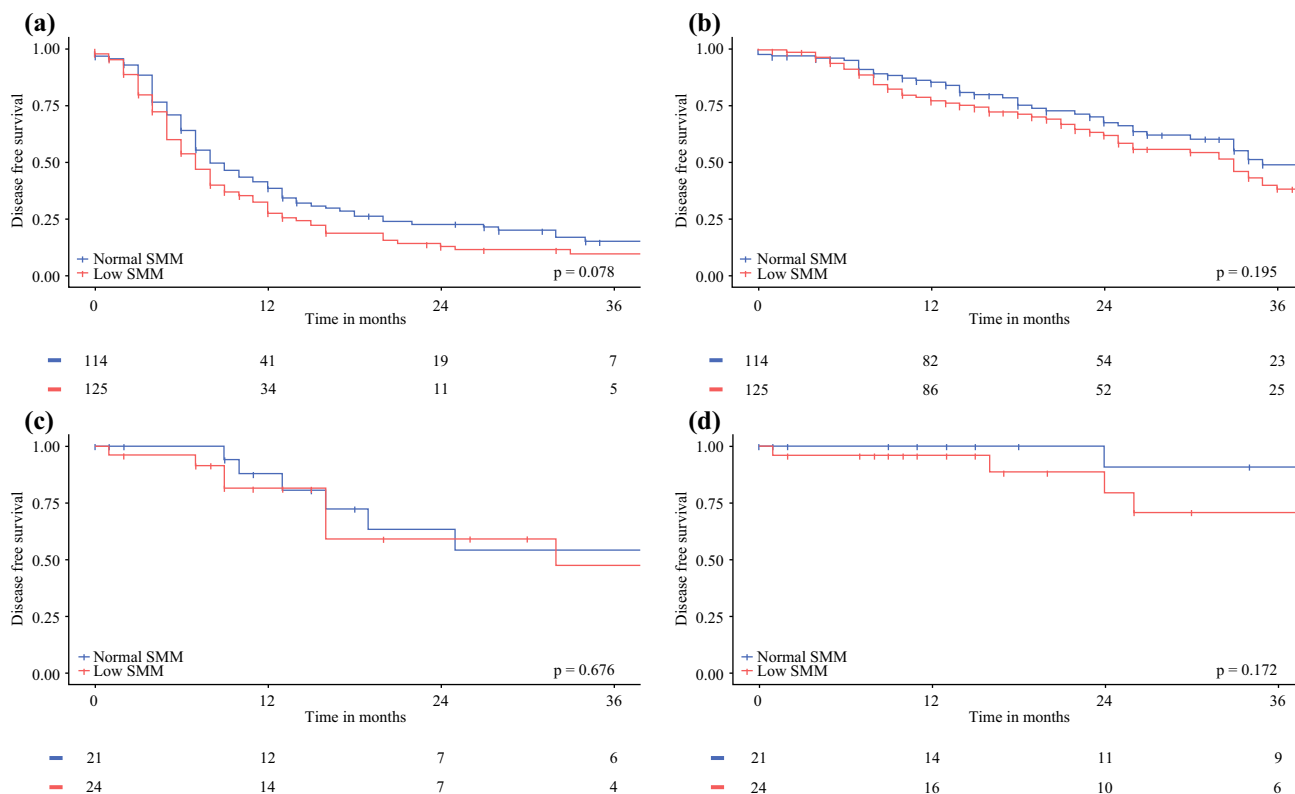 (a)
Disease free survival
1.00
0.75
0.50
0.25
0.00
Normal SMM
Low SMM
p = 0.078
0 12 24 36
Time in months
114 41 19 7
125 34 11 5
(b)
Disease free survival
1.00
0.75
0.50
0.25
0.00
Normal SMM
Low SMM
p = 0.195
0 12 24 36
Time in months
114 82 54 23
125 86 52 25
(c)
Disease free survival
1.00
0.75
0.50
0.25
0.00
Normal SMM
Low SMM
p = 0.676
0 12 24 36
Time in months
21 12 7 6
24 14 7 4
(d)
Disease free survival
1.00
0.75
0.50
0.25
0.00
Normal SMM
Low SMM
p = 0.172
0 12 24 36
Time in months
21 14 11 9
24 16 10 6